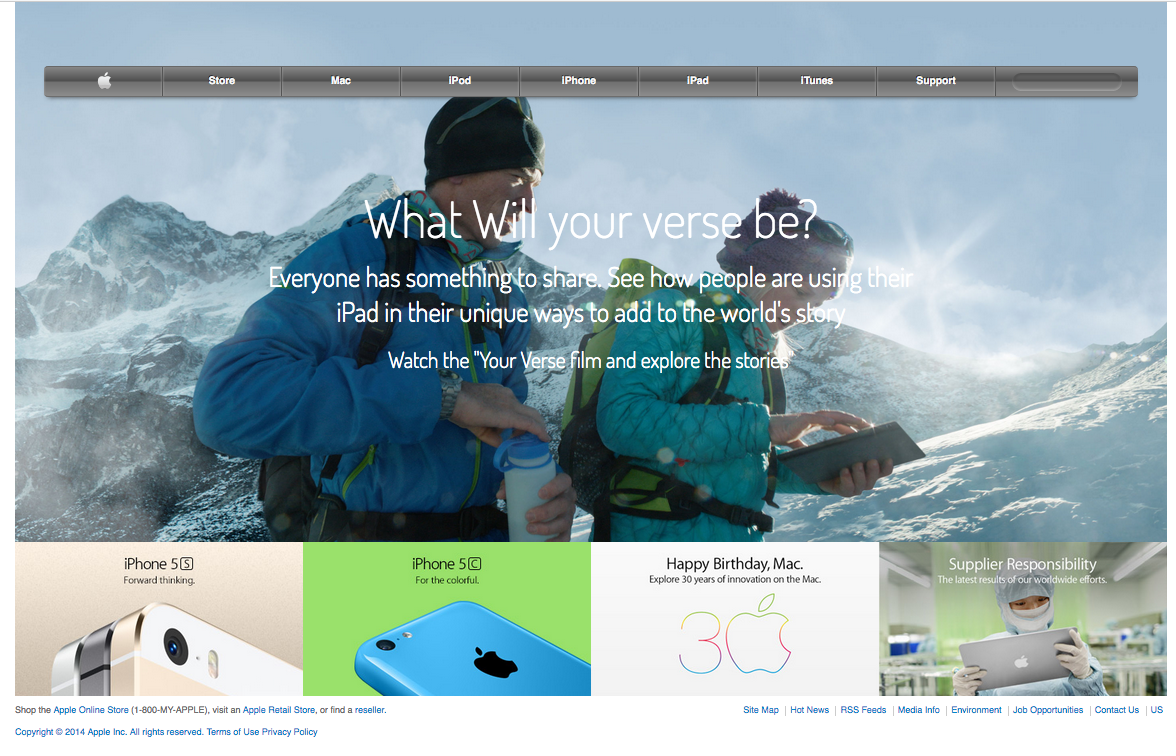 Store Mac iPod iPhone iPad iTunes Support
What Will your verse be?
Everyone has something to share. See how people are using their
iPad in their unique ways to add to the world's story
Watch the "Your Verse film and explore the stories"
iPhone 5S
Forward thinking.
iPhone 5C
For the colorful.
Happy Birthday, Mac.
Explore 30 years of innovation on the Mac.
30
Supplier Responsibility
The latest results of our worldwide efforts.
Shop the Apple Online Store (1-800-MY-APPLE), visit an Apple Retail Store, or find a reseller.
Site Map | Hot News | RSS Feeds | Media Info | Environment | Job Opportunities | Contact Us | US
Copyright © 2014 Apple Inc. All rights reserved. Terms of Use Privacy Policy